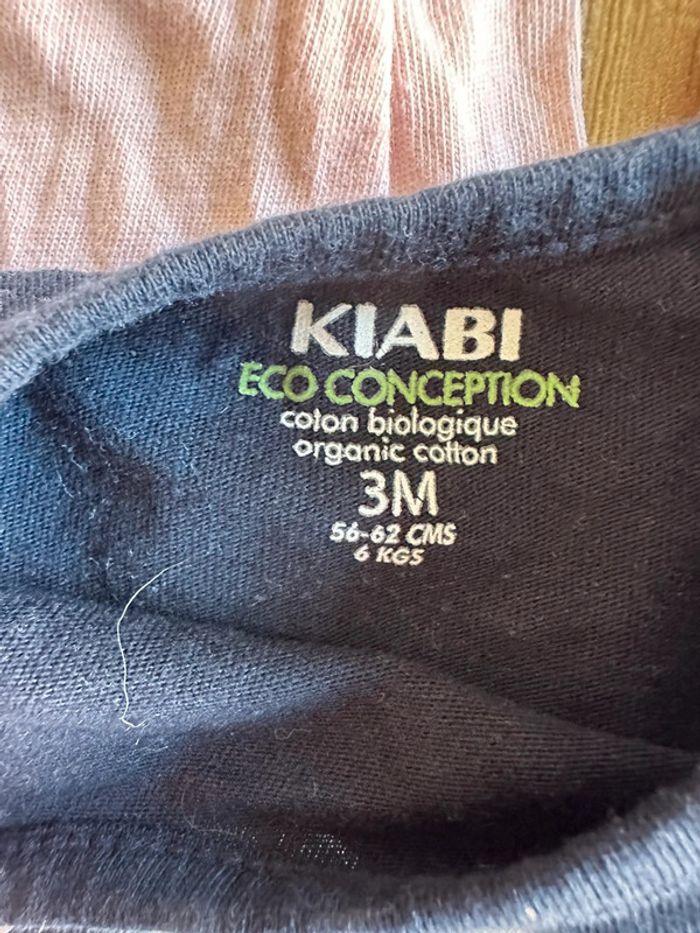 KIABI
ECO CONCEPTION
coton biologique
organic cotton
3M
56-62 CMS
6 KGS